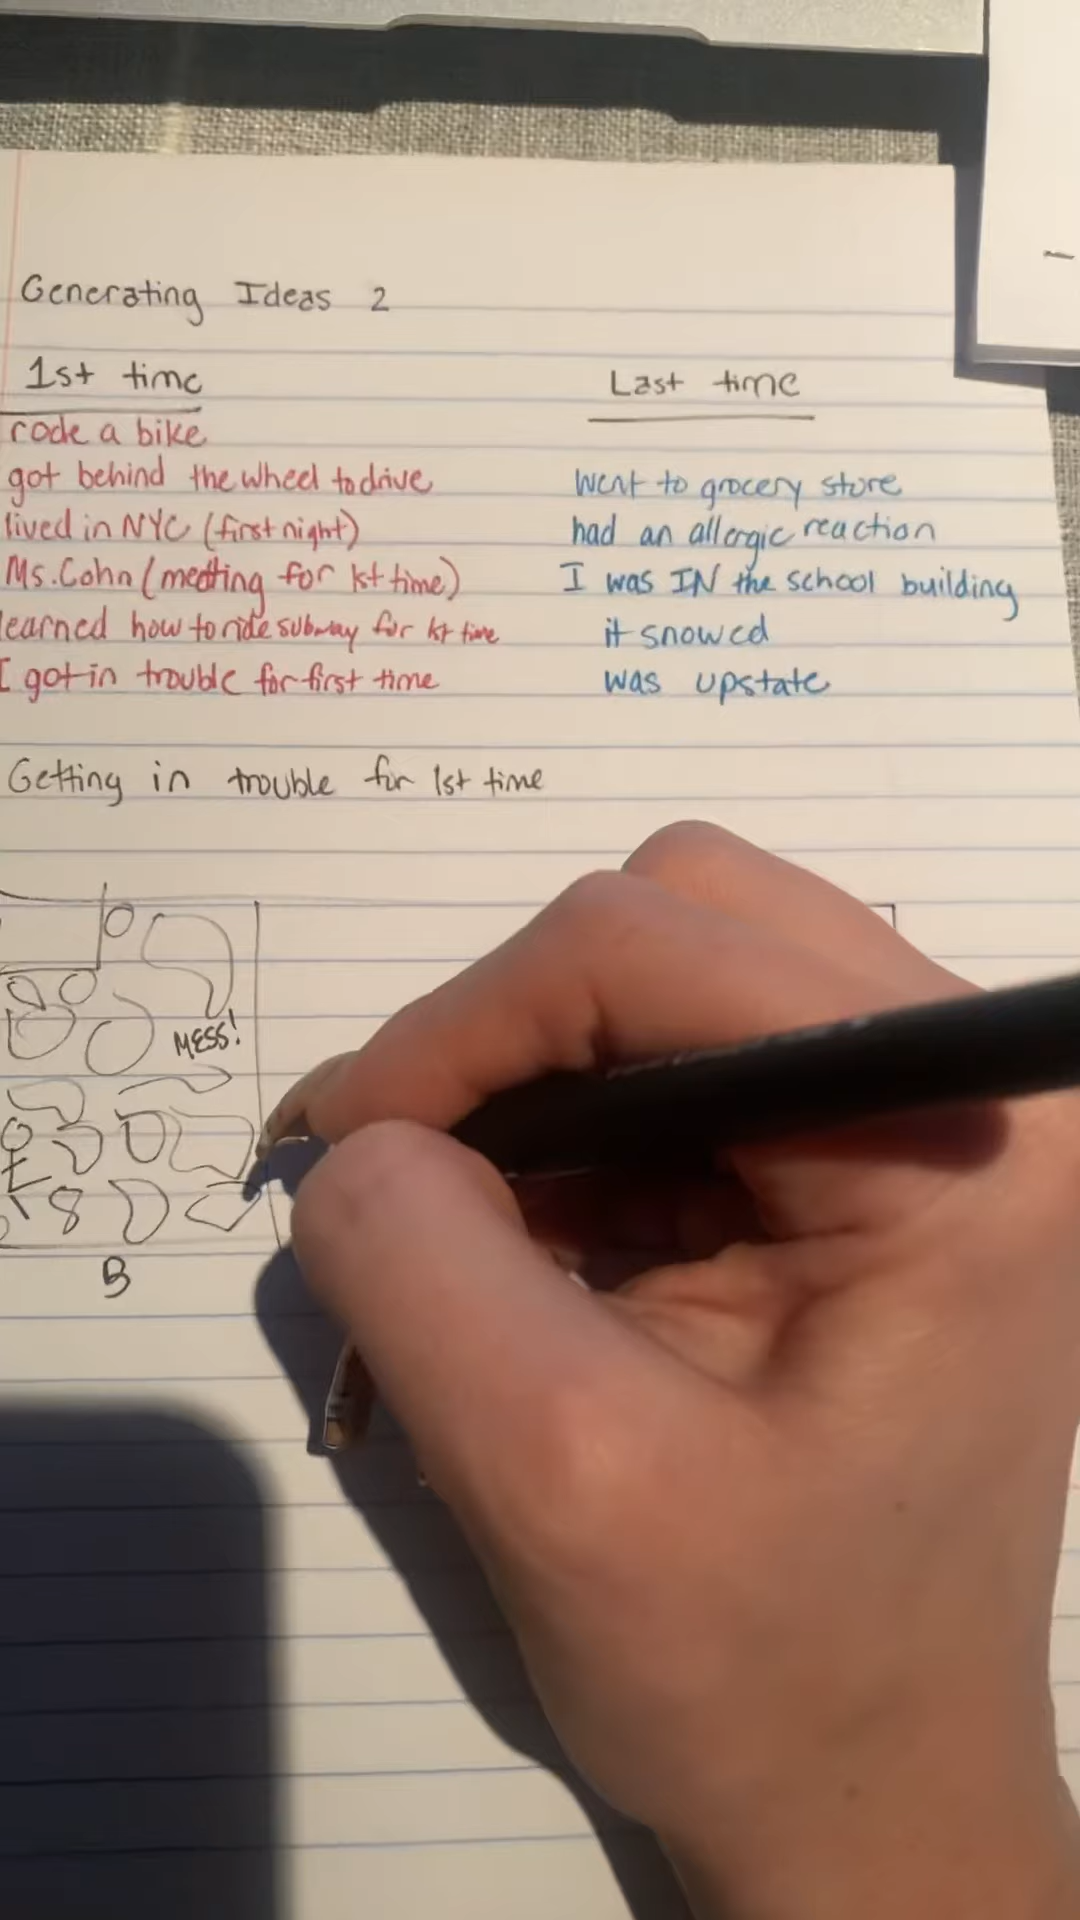 Generating Ideas 2
1st time
Last time
rode a bike
got behind the wheel to drive
went to grocery store
lived in NYC (first night)
had an allergic reaction
Ms. Cohn (meeting for 1st time)
I was IN the school building
learned how to ride subway for 1st time
it snowed
I got in trouble for first time
was upstate
Getting in trouble for 1st time
MESS!
B